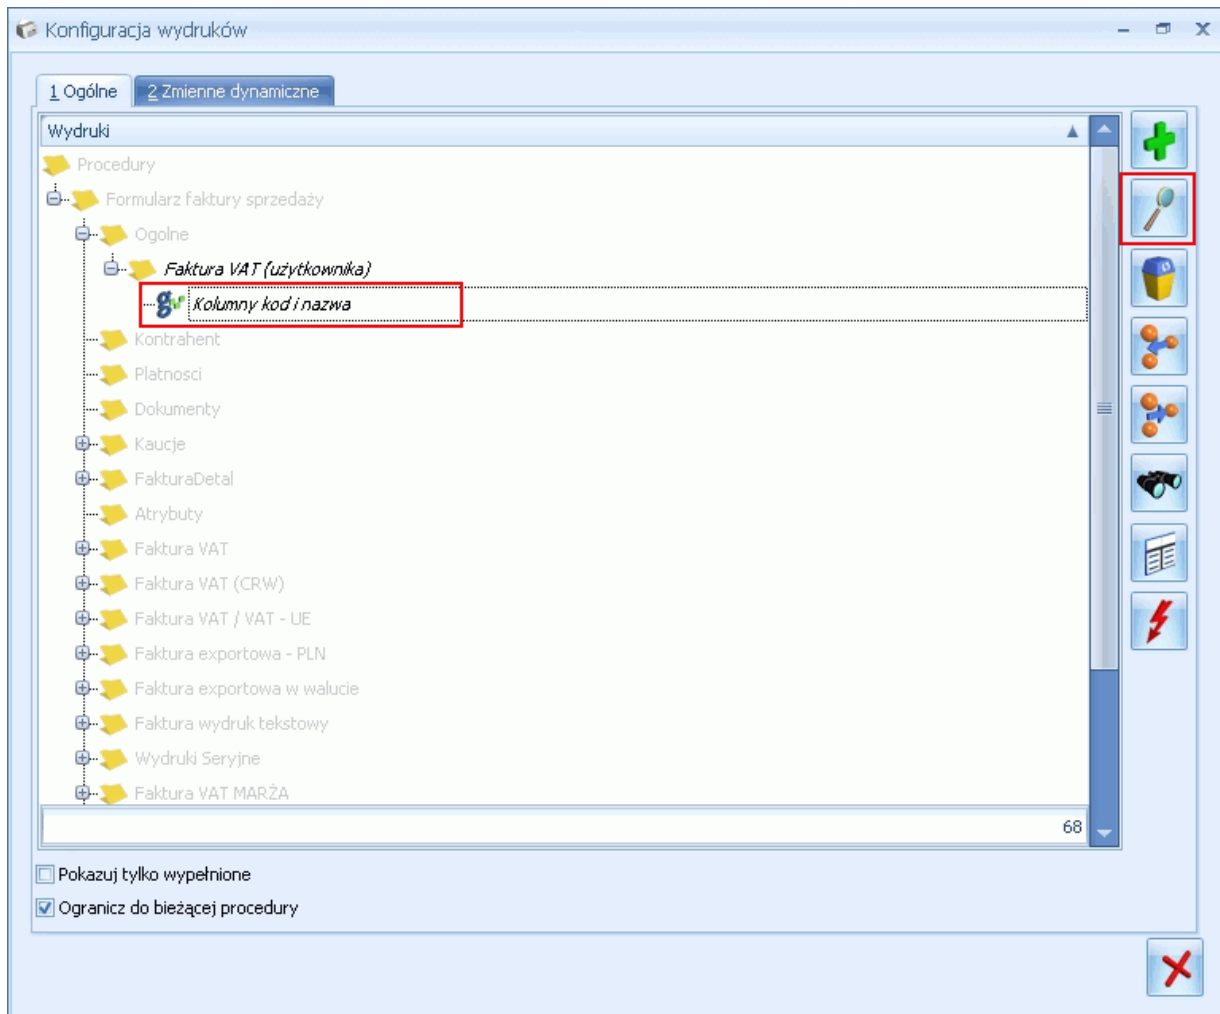 Konfiguracja wydruków
1 Ogólne 2 Zmienne dynamiczne
Wydruki
Procedury
Formularz faktury sprzedaży
Ogolne
Faktura VAT (użytkownika)
Kolumny kod i nazwa
Kontrahent
Platnosci
Dokumenty
Kaucje
FakturaDetal
Atrybuty
Faktura VAT
Faktura VAT (CRW)
Faktura VAT / VAT - UE
Faktura exportowa - PLN
Faktura exportowa w walucie
Faktura wydruk tekstowy
Wydruki Seryjne
Faktura VAT MARŻA
68
Pokazuj tylko wypełnione
Ogranicz do bieżącej procedury